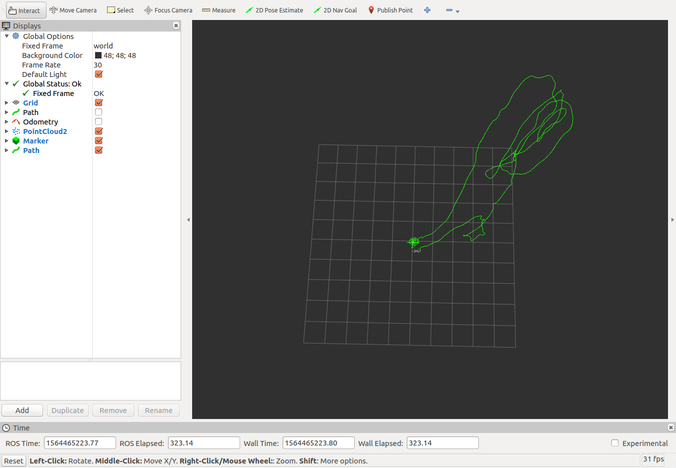 Interact Move Camera Select Focus Camera Measure 2D Pose Estimate 2D Nav Goal Publish Point
Displays
Global Options
Fixed Frame world
Background Color 48; 48; 48
Frame Rate 30
Default Light
Global Status: Ok
Fixed Frame OK
Grid
Path
Odometry
PointCloud2
Marker
Path
Add Duplicate Remove Rename
Time
ROS Time: 1564465223.77 ROS Elapsed: 323.14 Wall Time: 1564465223.80 Wall Elapsed: 323.14 Experimental
Reset Left-Click: Rotate. Middle-Click: Move X/Y. Right-Click/Mouse Wheel:: Zoom. Shift: More options. 31 fps